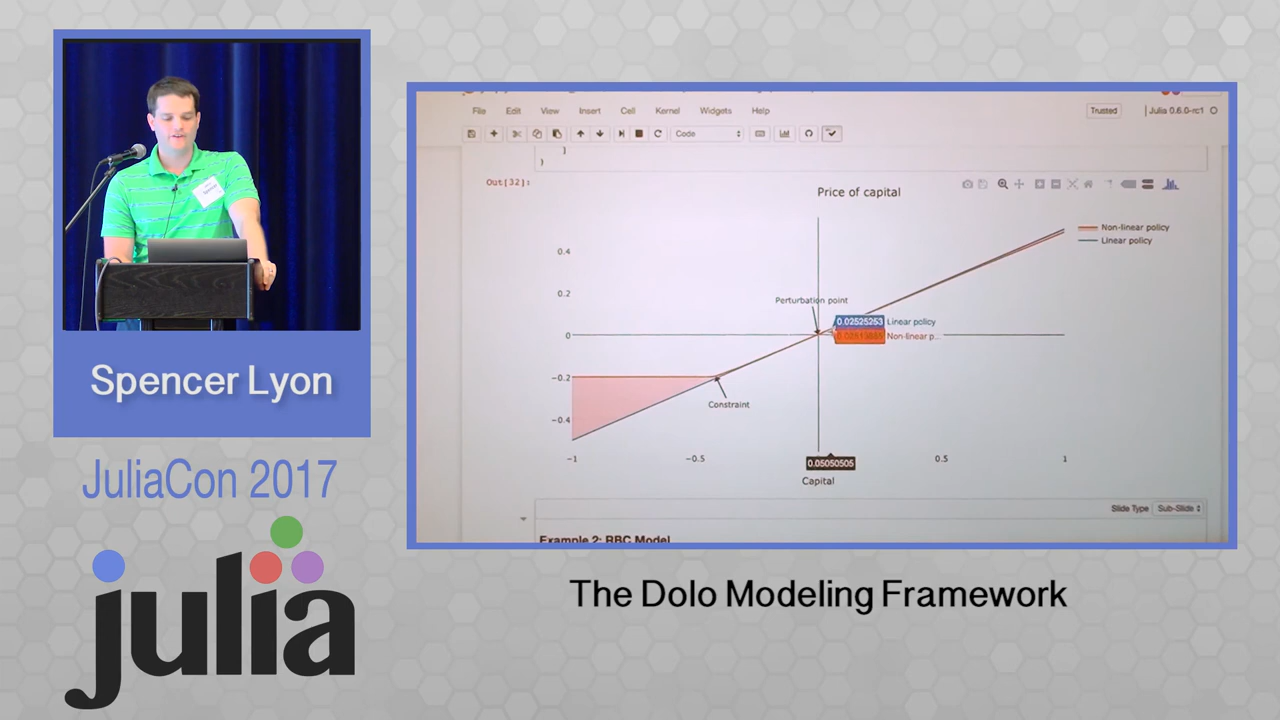 Spencer Lyon
JuliaCon 2017
julia
File Edit View Insert Cell Kernel Widgets Help
Trusted
Julia 0.6.0-rc1
Code
]
)
Out[32]:
Price of capital
Non-linear policy
Linear policy
0.4
0.2
0
−0.2
−0.4
Perturbation point
0.02525253 Linear policy
Non-linear p...
Constraint
−1 −0.5 0.05050505 0.5 1
Capital
Slide Type Sub-Slide
Example 2: RBC Model
The Dolo Modeling Framework